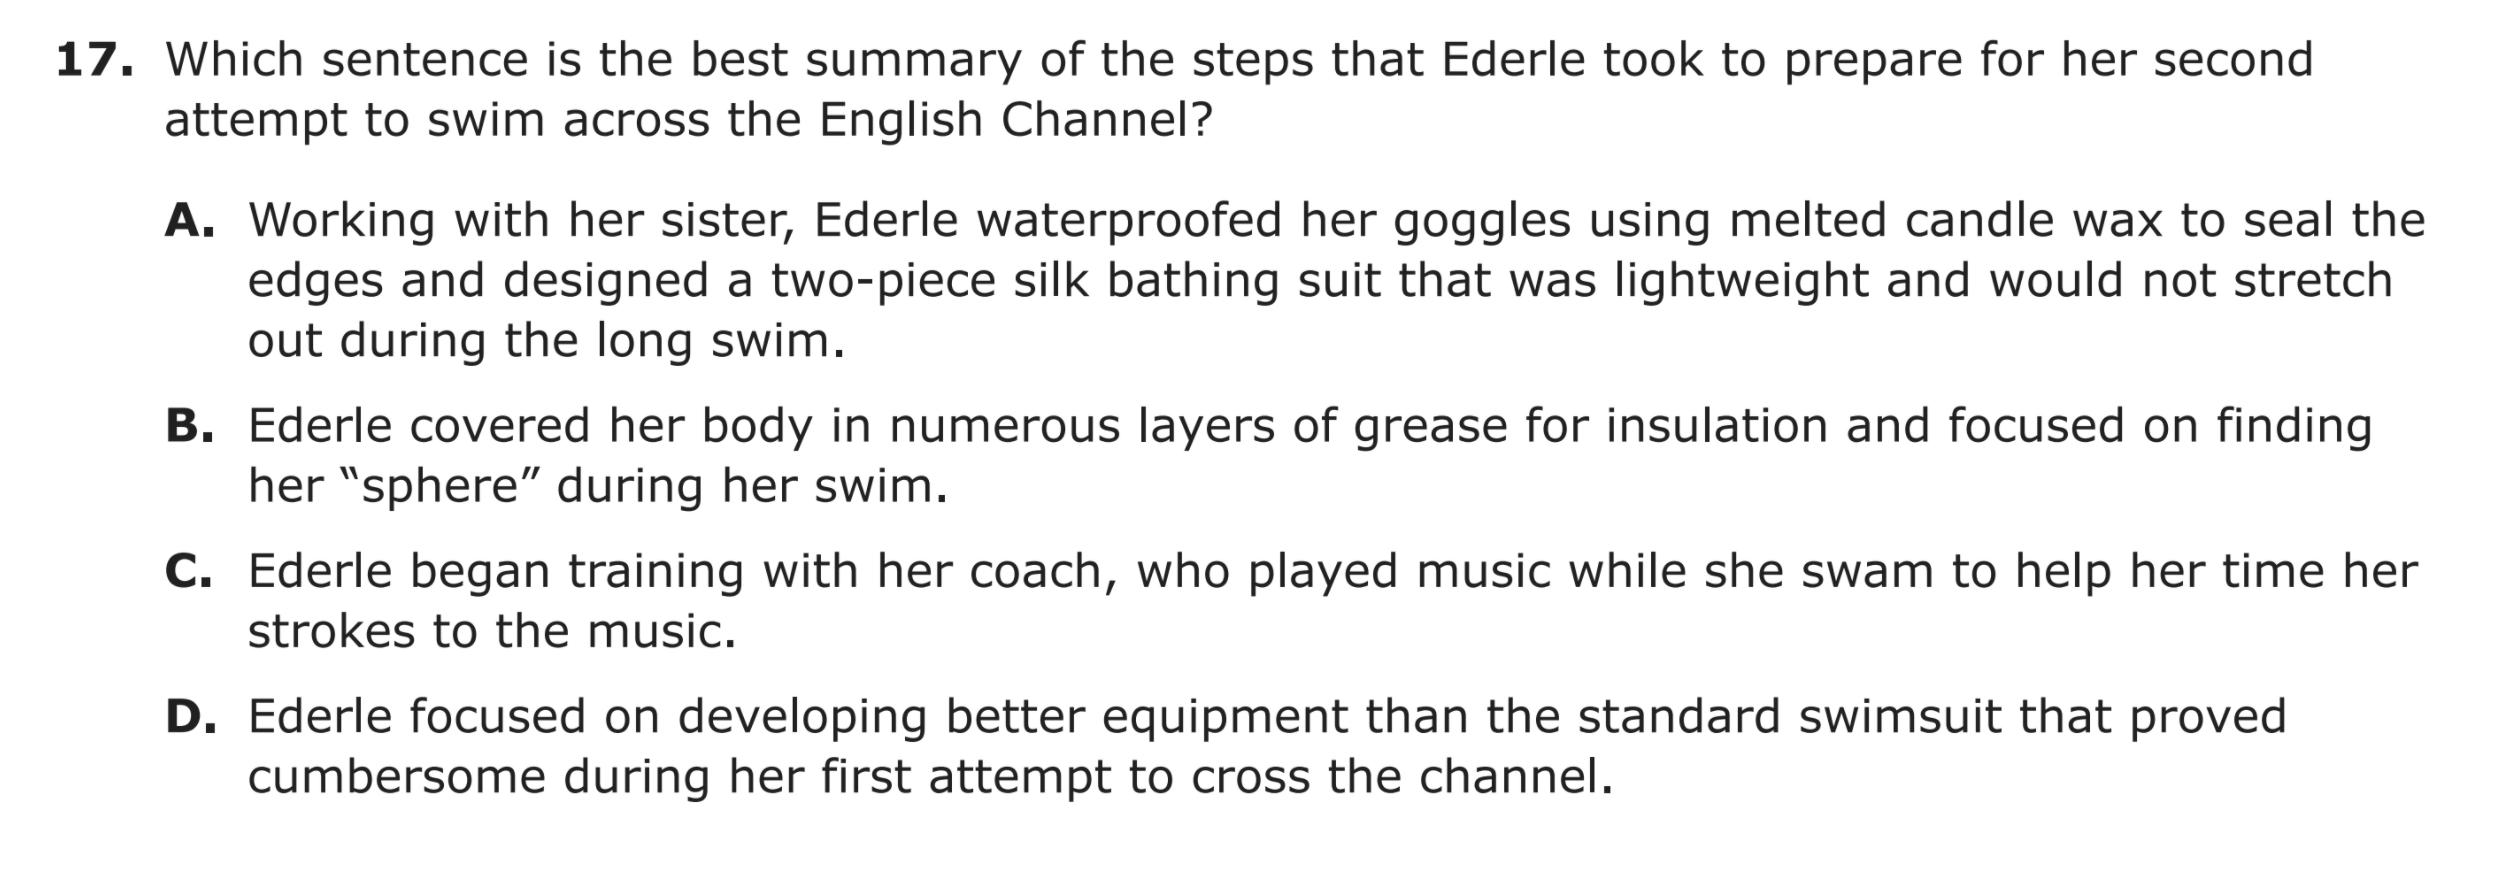 17. Which sentence is the best summary of the steps that Ederle took to prepare for her second
attempt to swim across the English Channel?
A. Working with her sister, Ederle waterproofed her goggles using melted candle wax to seal the
edges and designed a two-piece silk bathing suit that was lightweight and would not stretch
out during the long swim.
B. Ederle covered her body in numerous layers of grease for insulation and focused on finding
her “sphere” during her swim.
C. Ederle began training with her coach, who played music while she swam to help her time her
strokes to the music.
D. Ederle focused on developing better equipment than the standard swimsuit that proved
cumbersome during her first attempt to cross the channel.